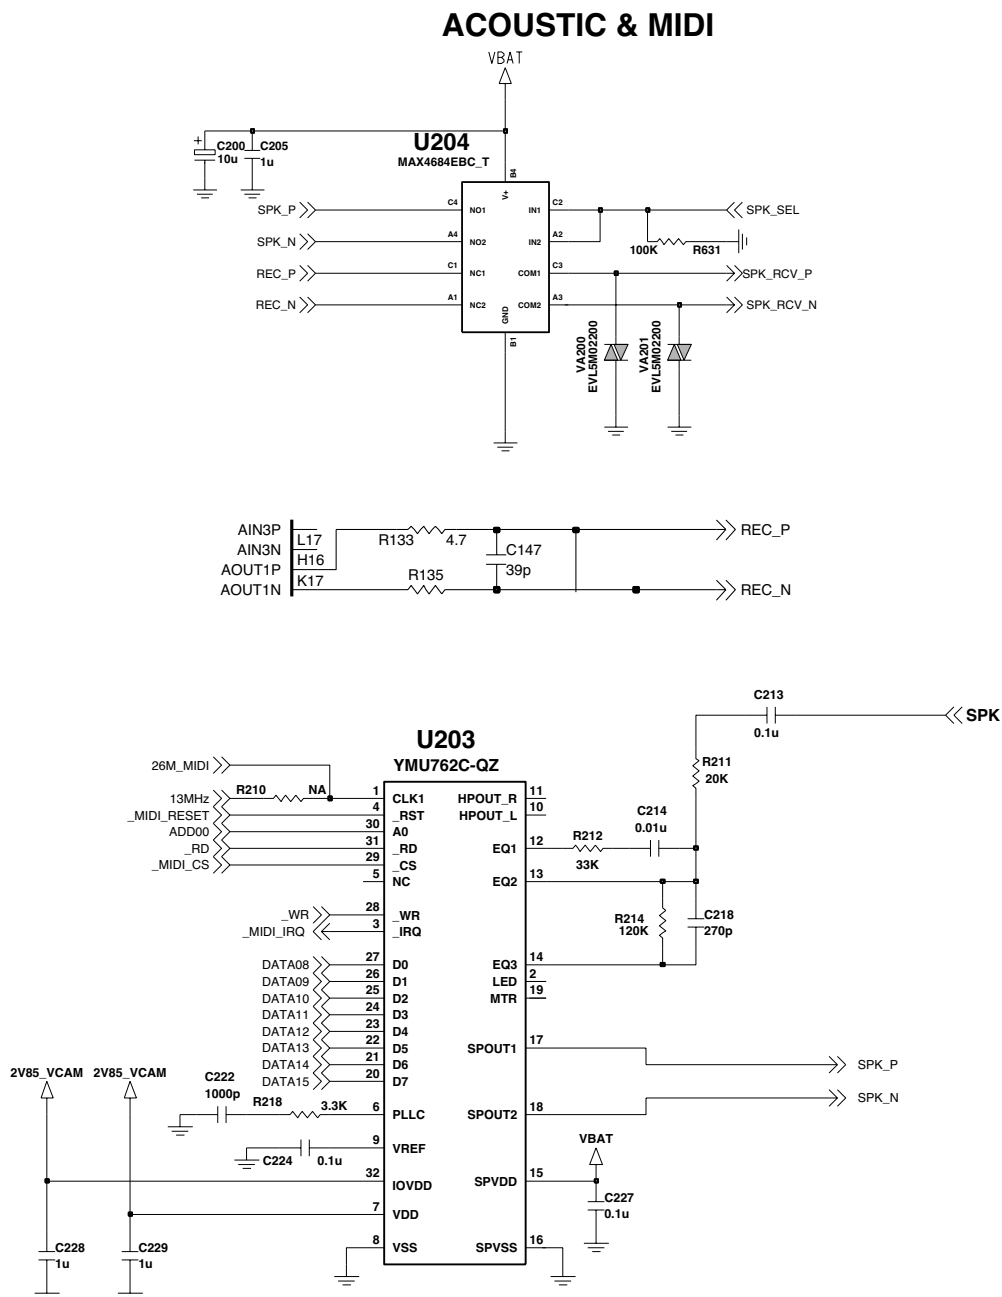 ACOUSTIC & MIDI
VBAT
U204
MAX4684EBC_T
C200
10u
C205
1u
B4
V+
SPK_P
C4
NO1
IN1
C2
SPK_SEL
SPK_N
A4
NO2
IN2
A2
100K
R631
REC_P
C1
NC1
COM1
C3
SPK_RCV_P
REC_N
A1
NC2
COM2
A3
SPK_RCV_N
GND
B1
VA200
EVL5M02200
VA201
EVL5M02200
AIN3P
L17
AIN3N
H16
AOUT1P
K17
AOUT1N
R133
4.7
C147
39p
R135
REC_P
REC_N
C213
0.1u
SPK
R211
20K
U203
YMU762C-QZ
26M_MIDI
13MHz
R210
NA
1
CLK1
HPOUT_R
11
_MIDI_RESET
4
_RST
HPOUT_L
10
ADD00
30
A0
_RD
31
_RD
EQ1
12
R212
33K
C214
0.01u
_MIDI_CS
29
_CS
5
NC
EQ2
13
R214
120K
C218
270p
_WR
28
_WR
_MIDI_IRQ
3
_IRQ
DATA08
27
D0
EQ3
14
DATA09
26
D1
LED
2
DATA10
25
D2
MTR
19
DATA11
24
D3
DATA12
23
D4
DATA13
22
D5
SPOUT1
17
SPK_P
DATA14
21
D6
DATA15
20
D7
2V85_VCAM
2V85_VCAM
C222
1000p
R218
3.3K
6
PLLC
SPOUT2
18
SPK_N
C224
0.1u
9
VREF
VBAT
32
IOVDD
SPVDD
15
C227
0.1u
7
VDD
C228
1u
C229
1u
8
VSS
SPVSS
16